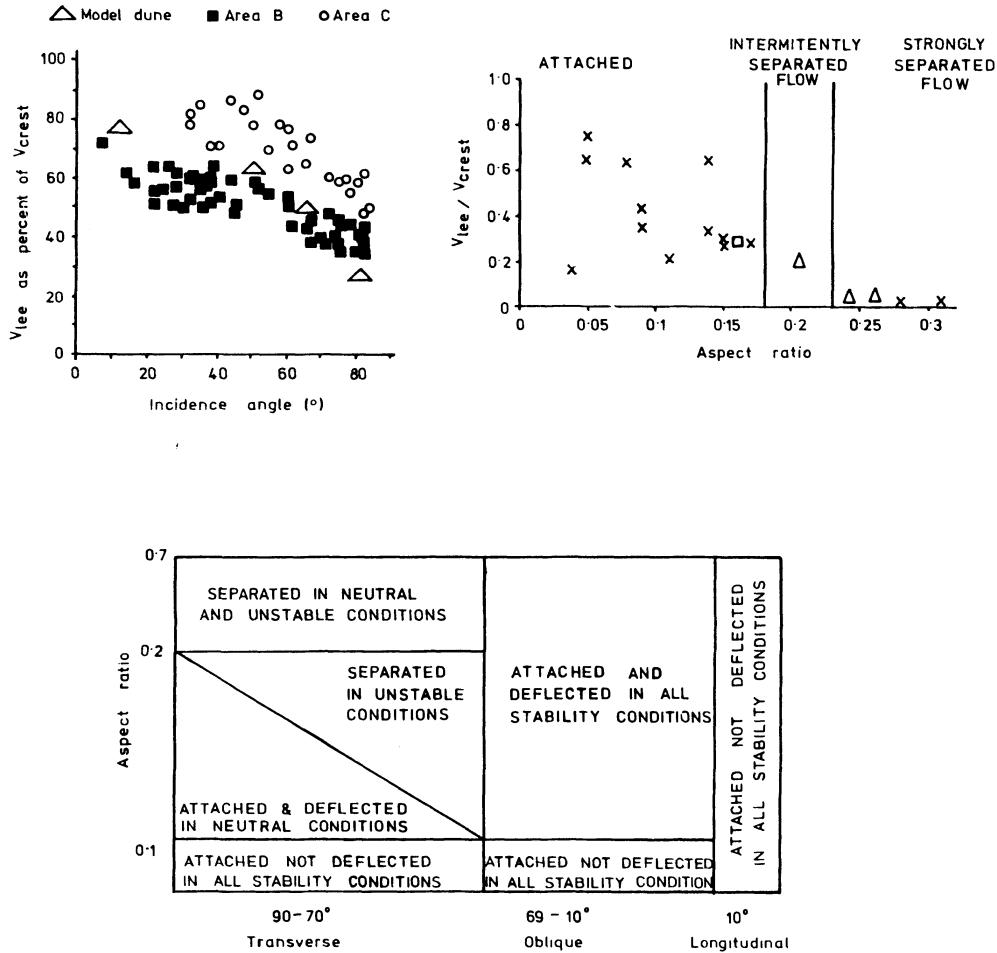 Model dune Area B Area C
100
80
60
40
20
0
Vlee as percent of Vcrest
0 20 40 60 80
Incidence angle (°)
ATTACHED
INTERMITENTLY
SEPARATED
FLOW
STRONGLY
SEPARATED
FLOW
1·0
0·8
0·6
0·4
0·2
0
Vlee / Vcrest
0 0·05 0·1 0·15 0·2 0·25 0·3
Aspect ratio
0·7
0·2
0·1
Aspect ratio
SEPARATED IN NEUTRAL
AND UNSTABLE CONDITIONS
SEPARATED
IN UNSTABLE
CONDITIONS
ATTACHED & DEFLECTED
IN NEUTRAL CONDITIONS
ATTACHED NOT DEFLECTED
IN ALL STABILITY CONDITIONS
ATTACHED AND
DEFLECTED IN ALL
STABILITY CONDITIONS
ATTACHED NOT DEFLECTED
IN ALL STABILITY CONDITION
ATTACHED NOT DEFLECTED
IN ALL STABILITY CONDITIONS
90-70°
Transverse
69 - 10°
Oblique
10°
Longitudinal